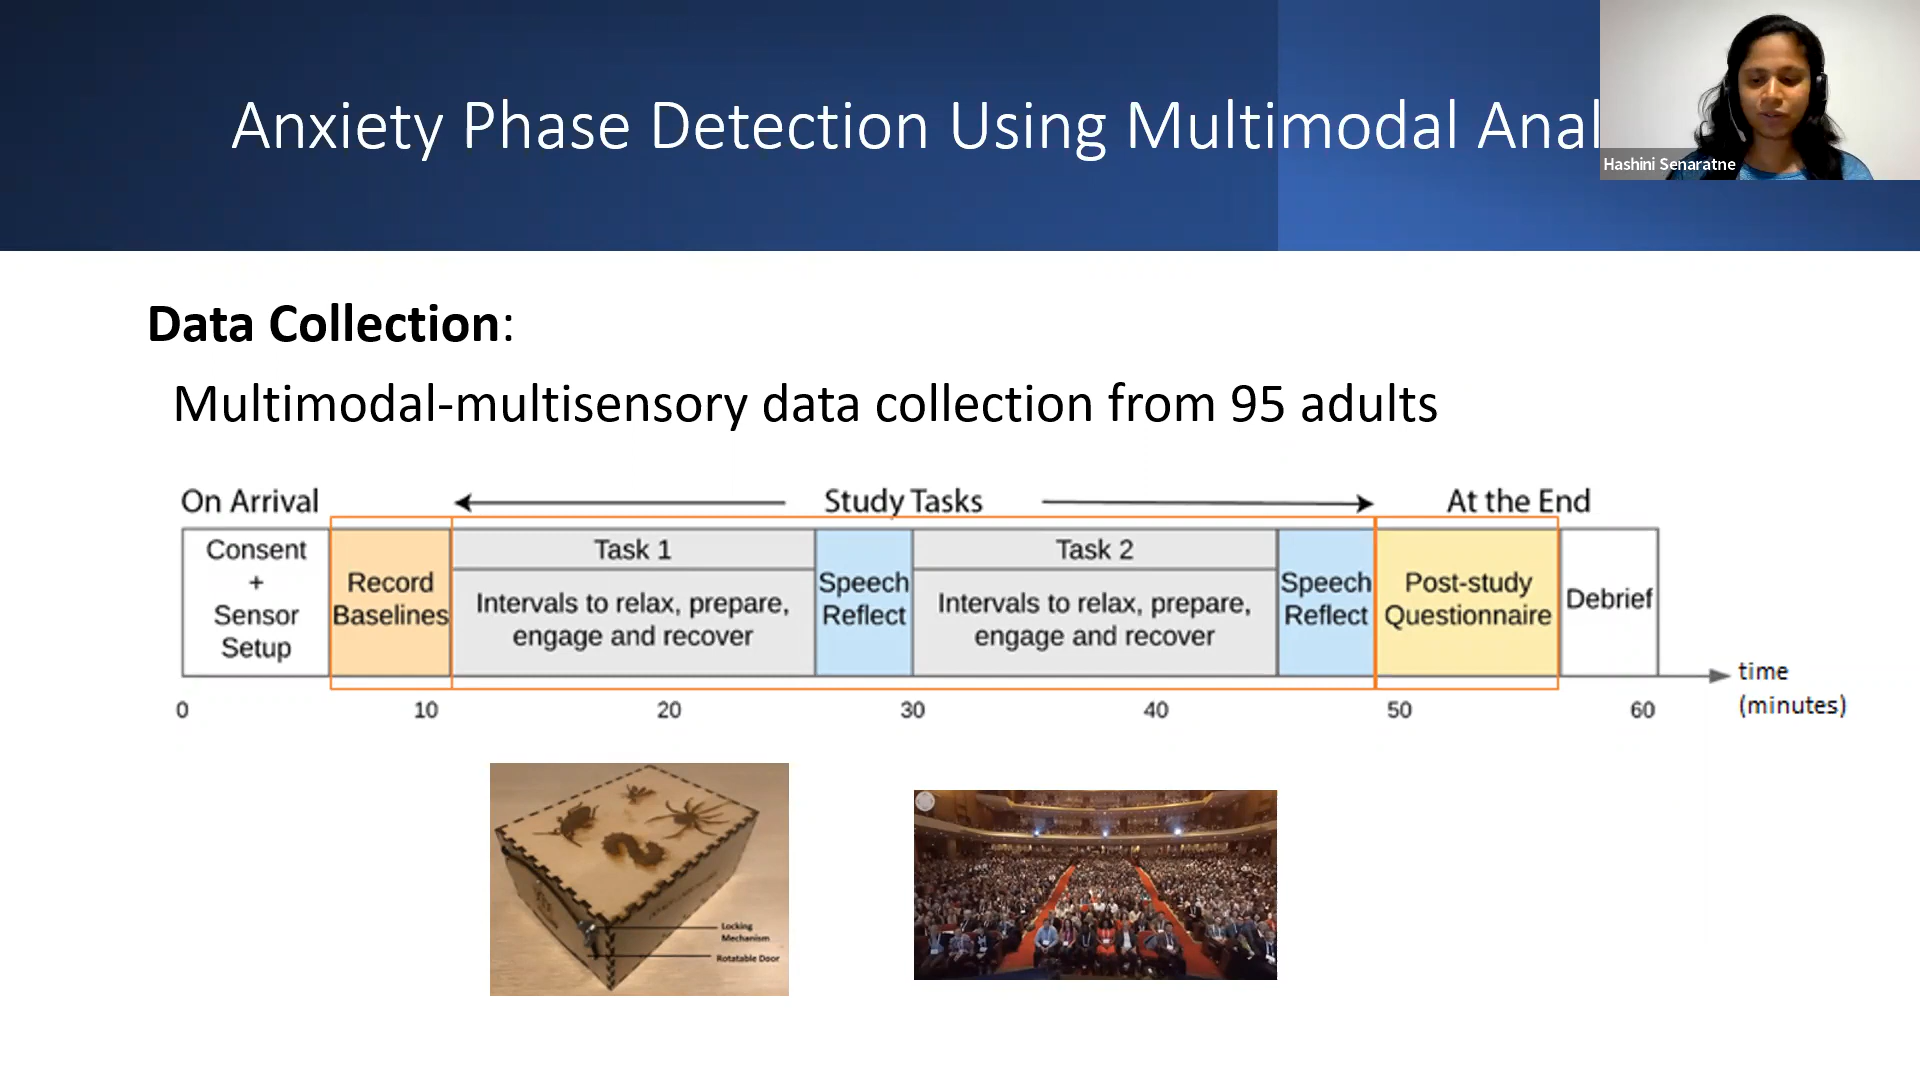 Anxiety Phase Detection Using Multimodal Anal
Hashini Senaratne
Data Collection:
Multimodal-multisensory data collection from 95 adults
On Arrival
Study Tasks
At the End
Consent
+
Sensor
Setup
Record
Baselines
Task 1
Intervals to relax, prepare,
engage and recover
Speech
Reflect
Task 2
Intervals to relax, prepare,
engage and recover
Speech
Reflect
Post-study
Questionnaire
Debrief
time
(minutes)
0 10 20 30 40 50 60
Locking
Mechanism
Rotatable Door